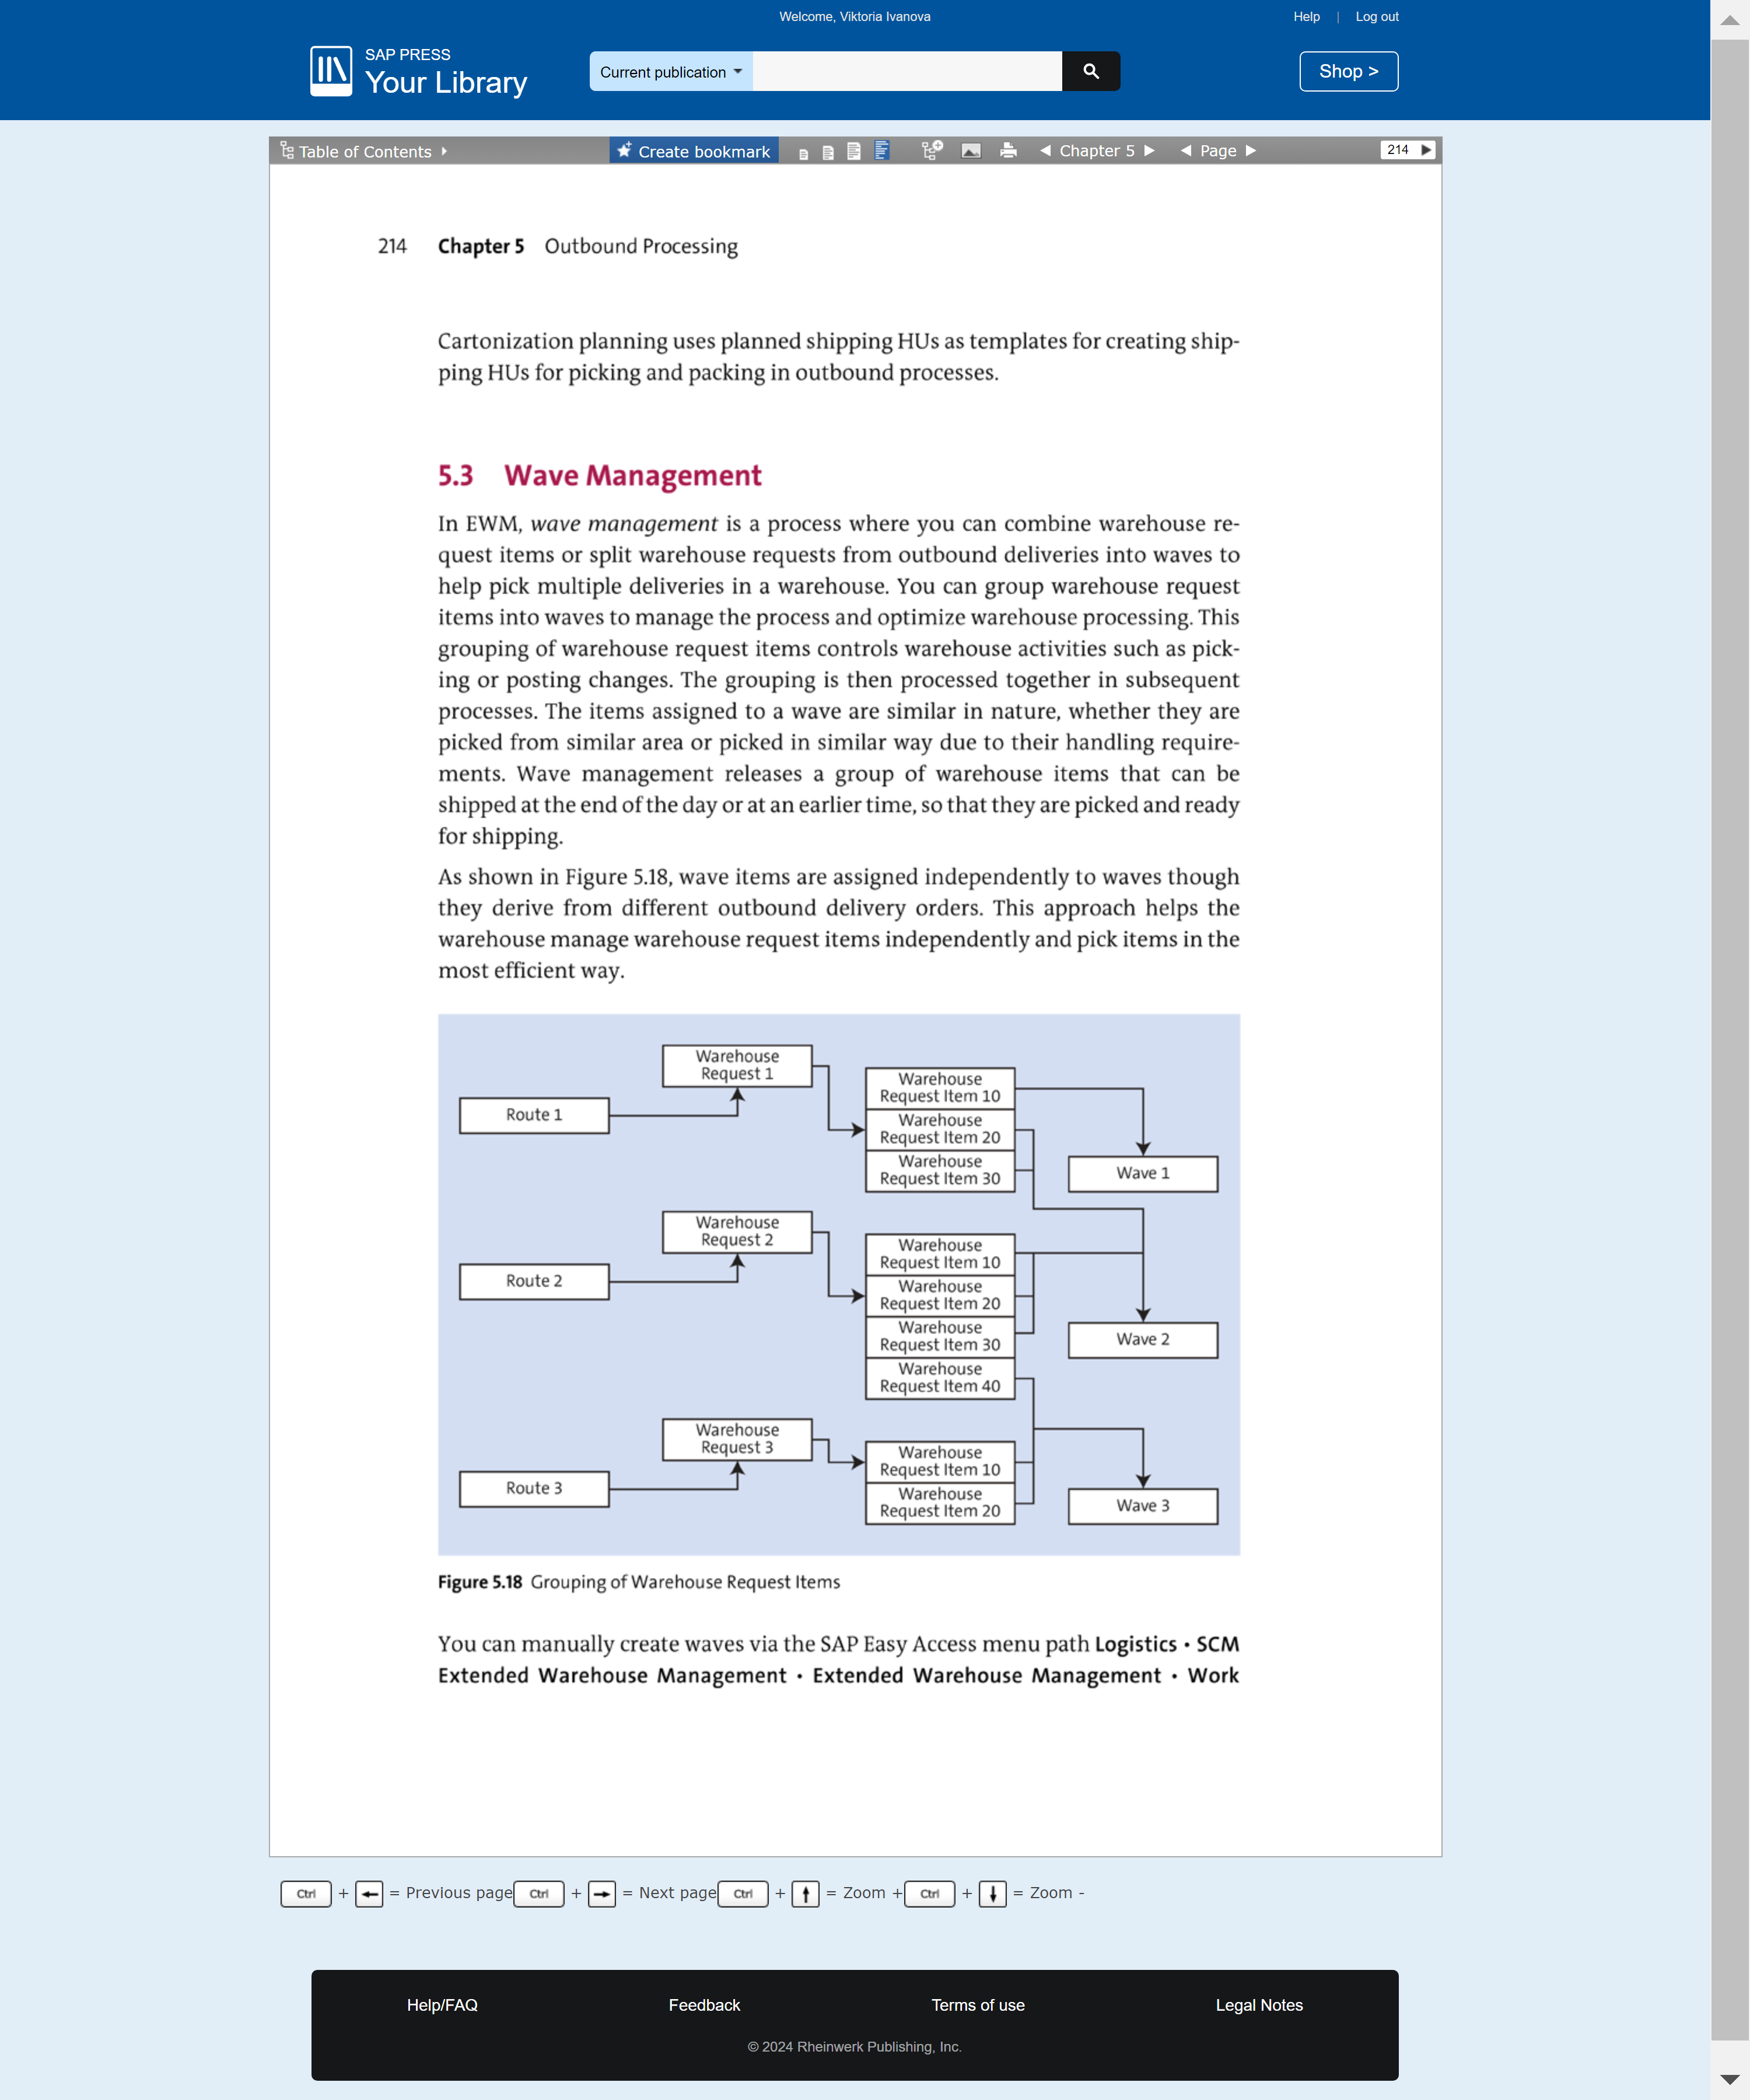 Welcome, Viktoria Ivanova
Help | Log out
SAP PRESS
Your Library
Current publication
Shop >
Table of Contents
Create bookmark
Chapter 5
Page
214
214 Chapter 5 Outbound Processing
Cartonization planning uses planned shipping HUs as templates for creating ship-
ping HUs for picking and packing in outbound processes.
5.3 Wave Management
In EWM, wave management is a process where you can combine warehouse re-
quest items or split warehouse requests from outbound deliveries into waves to
help pick multiple deliveries in a warehouse. You can group warehouse request
items into waves to manage the process and optimize warehouse processing. This
grouping of warehouse request items controls warehouse activities such as pick-
ing or posting changes. The grouping is then processed together in subsequent
processes. The items assigned to a wave are similar in nature, whether they are
picked from similar area or picked in similar way due to their handling require-
ments. Wave management releases a group of warehouse items that can be
shipped at the end of the day or at an earlier time, so that they are picked and ready
for shipping.
As shown in Figure 5.18, wave items are assigned independently to waves though
they derive from different outbound delivery orders. This approach helps the
warehouse manage warehouse request items independently and pick items in the
most efficient way.
Route 1
Warehouse
Request 1
Warehouse
Request Item 10
Warehouse
Request Item 20
Warehouse
Request Item 30
Wave 1
Route 2
Warehouse
Request 2
Warehouse
Request Item 10
Warehouse
Request Item 20
Warehouse
Request Item 30
Warehouse
Request Item 40
Wave 2
Route 3
Warehouse
Request 3
Warehouse
Request Item 10
Warehouse
Request Item 20
Wave 3
Figure 5.18 Grouping of Warehouse Request Items
You can manually create waves via the SAP Easy Access menu path Logistics • SCM
Extended Warehouse Management • Extended Warehouse Management • Work
Ctrl + ← = Previous page Ctrl + → = Next page Ctrl + ↑ = Zoom + Ctrl + ↓ = Zoom -
Help/FAQ
Feedback
Terms of use
Legal Notes
© 2024 Rheinwerk Publishing, Inc.